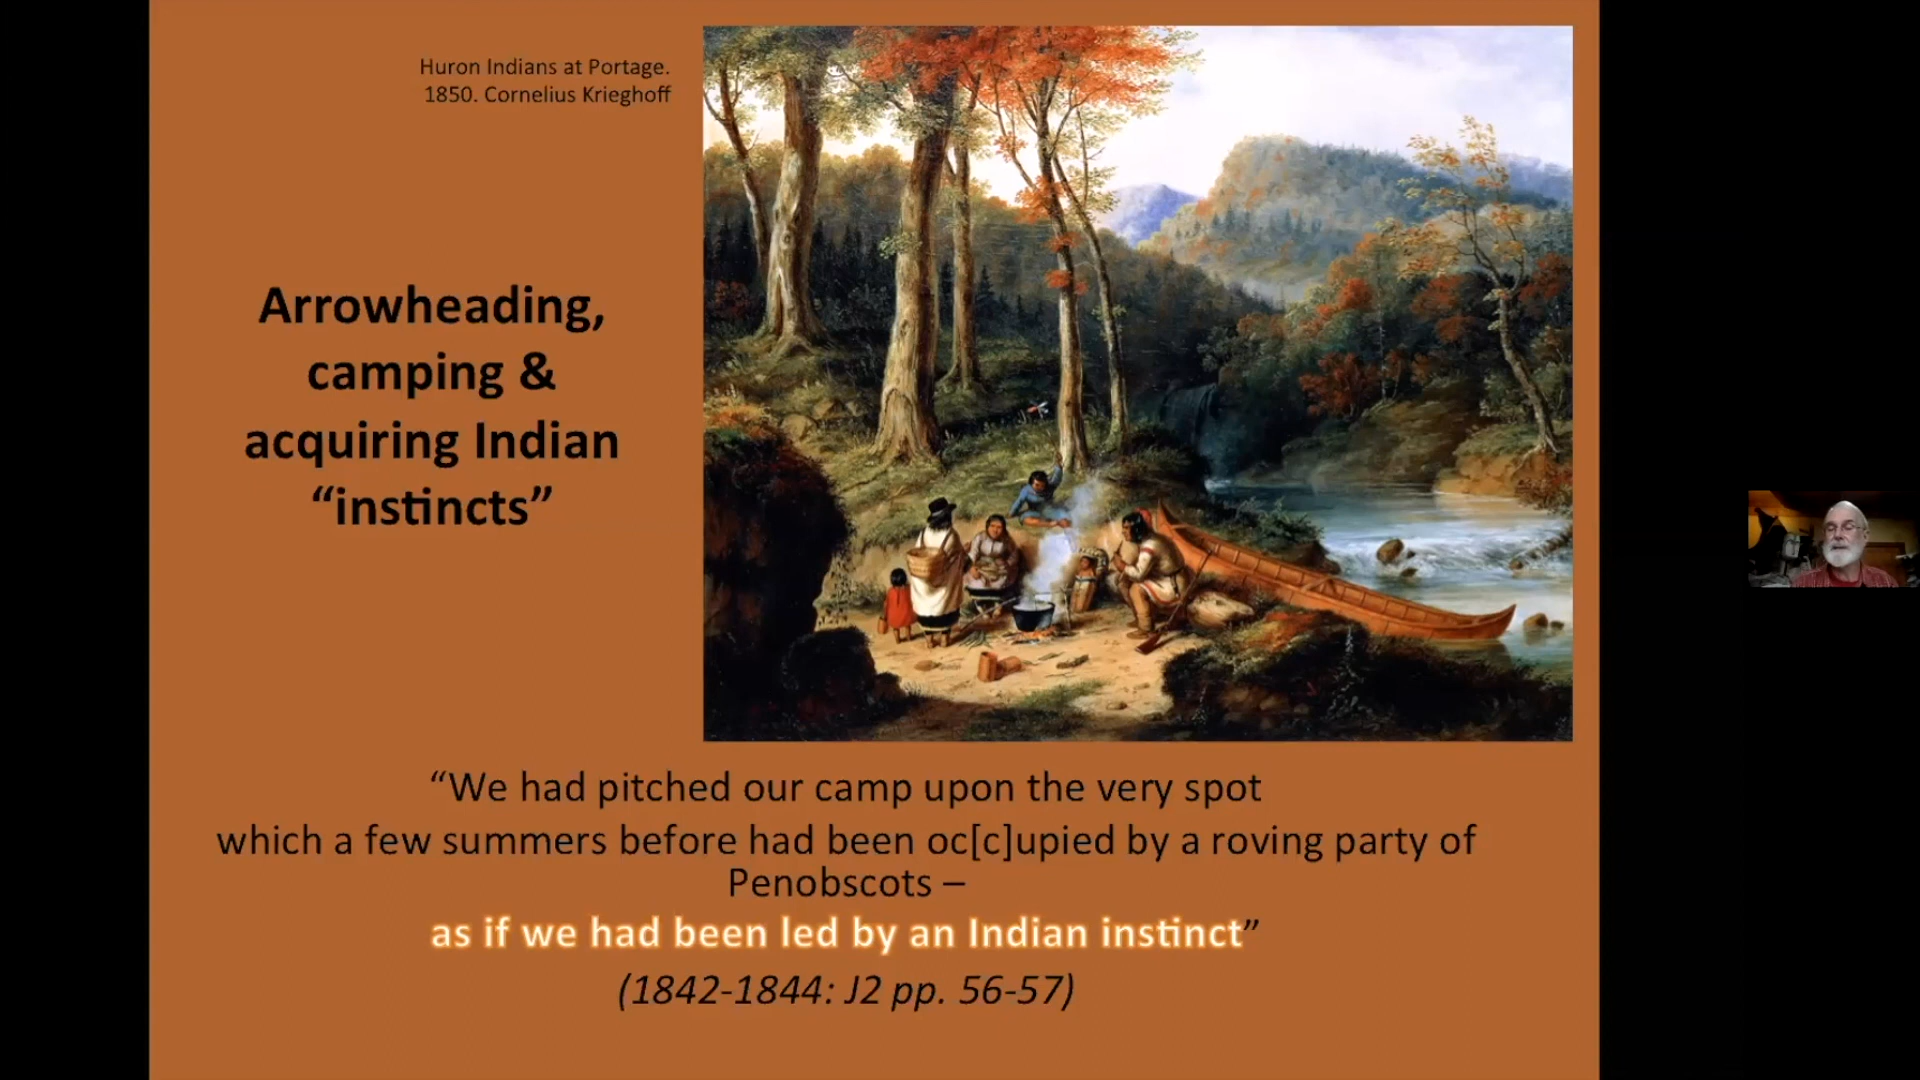 Huron Indians at Portage.
1850. Cornelius Krieghoff
Arrowheading,
camping &
acquiring Indian
“instincts”
“We had pitched our camp upon the very spot
which a few summers before had been oc[c]upied by a roving party of
Penobscots –
as if we had been led by an Indian instinct”
(1842-1844: J2 pp. 56-57)